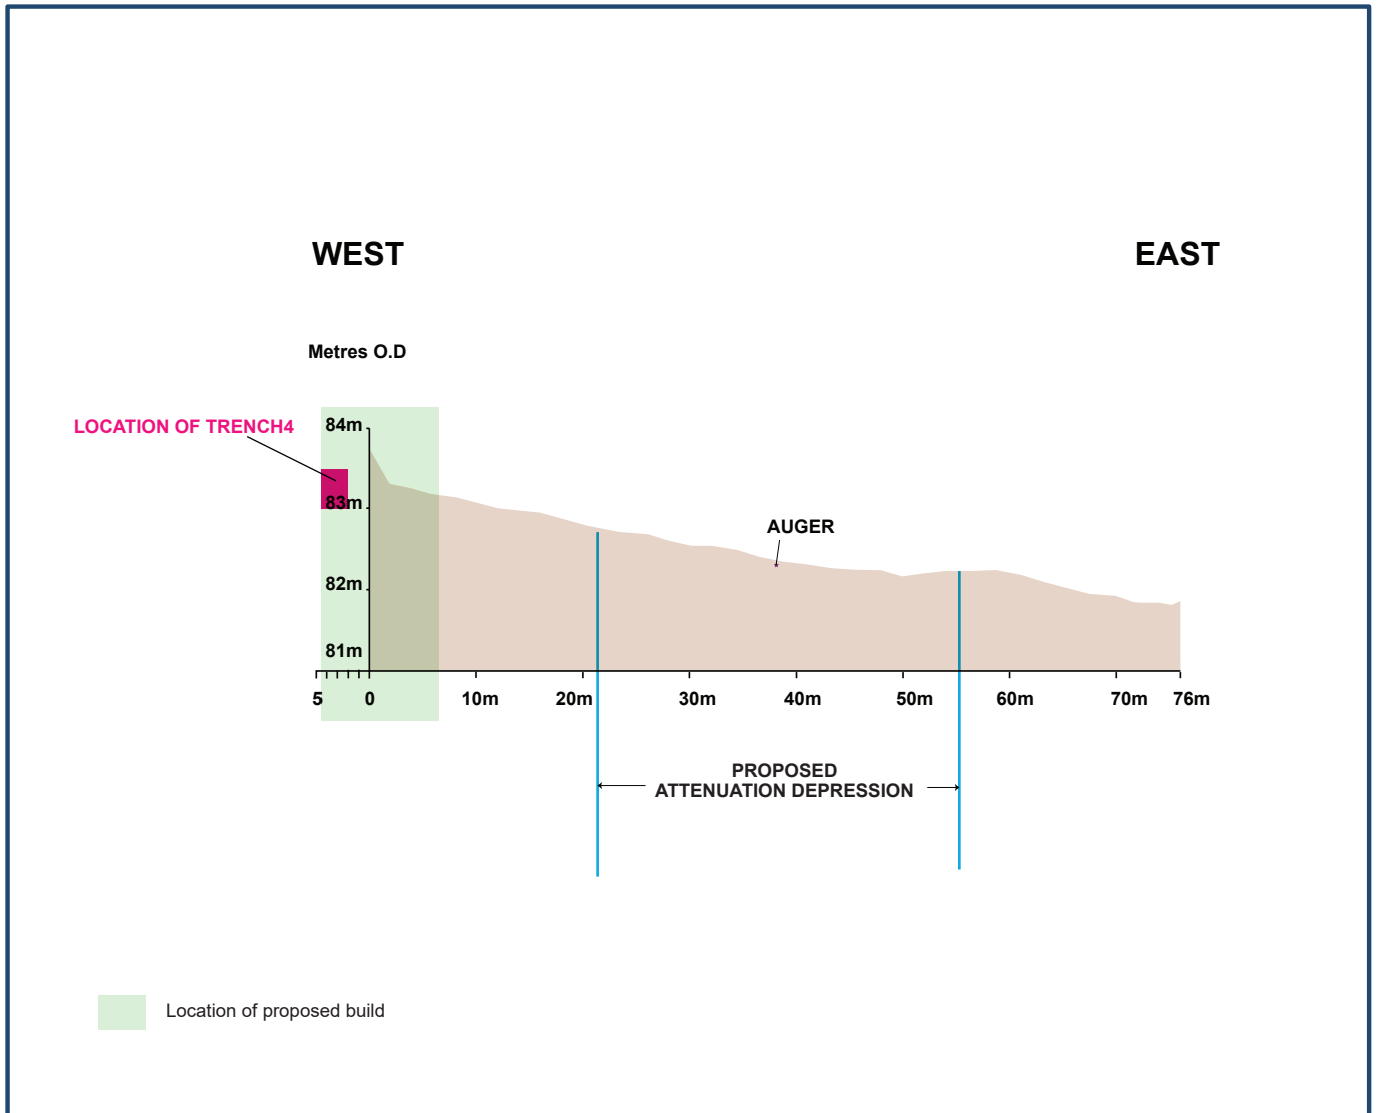 WEST
EAST
Metres O.D
LOCATION OF TRENCH4
84m
83m
AUGER
82m
81m
5 0 10m 20m 30m 40m 50m 60m 70m 76m
PROPOSED
ATTENUATION DEPRESSION
Location of proposed build